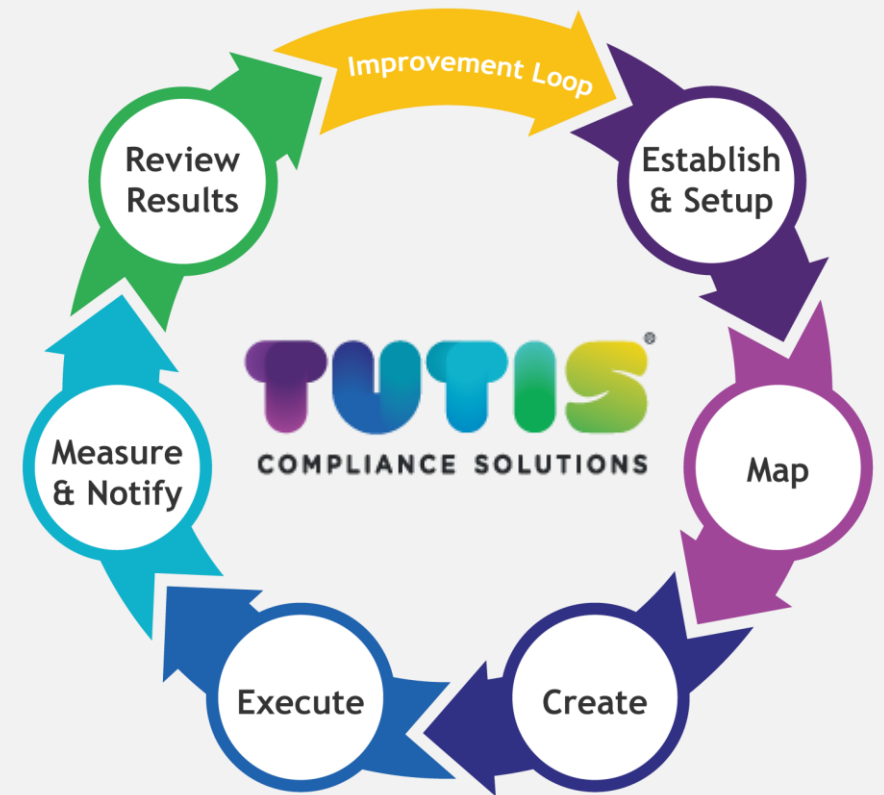 Improvement Loop
Establish
& Setup
Map
Create
Execute
Measure
& Notify
Review
Results
TUTIS®
COMPLIANCE SOLUTIONS